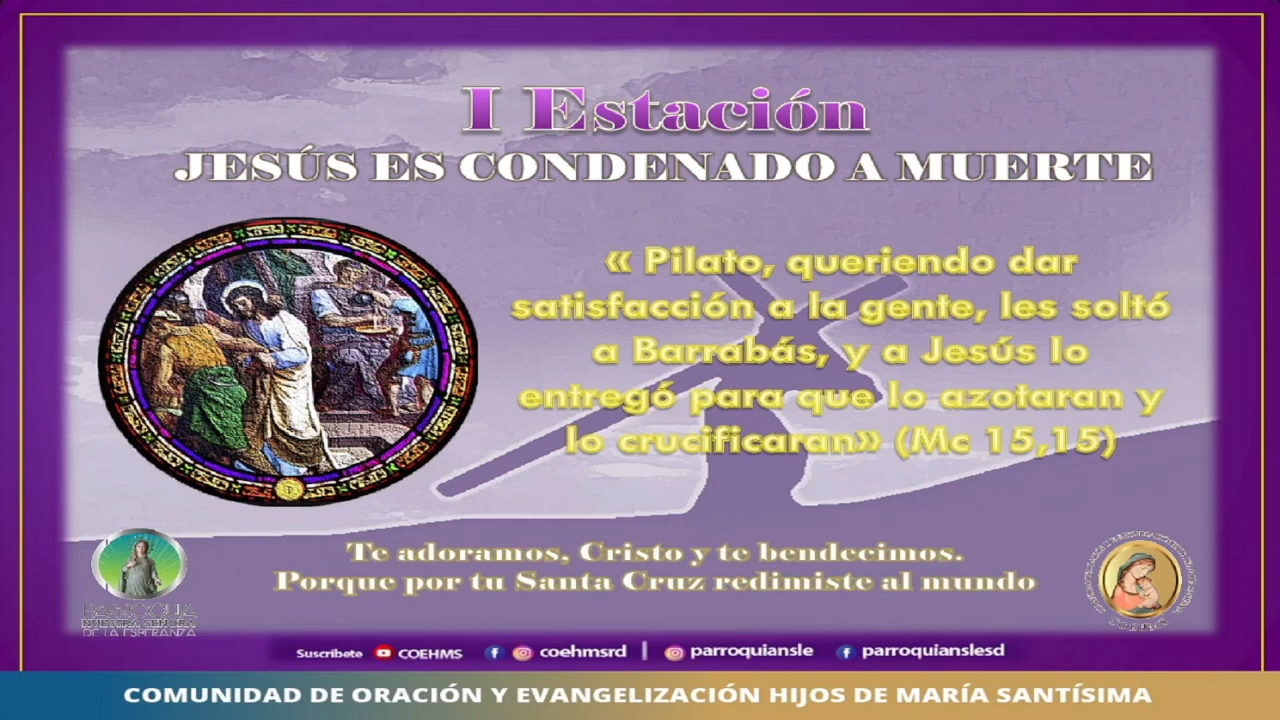 I Estación
JESÚS ES CONDENADO A MUERTE
« Pilato, queriendo dar
satisfacción a la gente, les soltó
a Barrabás, y a Jesús lo
entregó para que lo azotaran y
lo crucificaran» (Mc 15,15)
Te adoramos, Cristo y te bendecimos.
Porque por tu Santa Cruz redimiste al mundo
PARROQUIA
NUESTRA SEÑORA
DE LA ESPERANZA
COEHMS
Suscribete COEHMS coehmsrd | parroquiansle parroquianslesd
COMUNIDAD DE ORACIÓN Y EVANGELIZACIÓN HIJOS DE MARÍA SANTÍSIMA